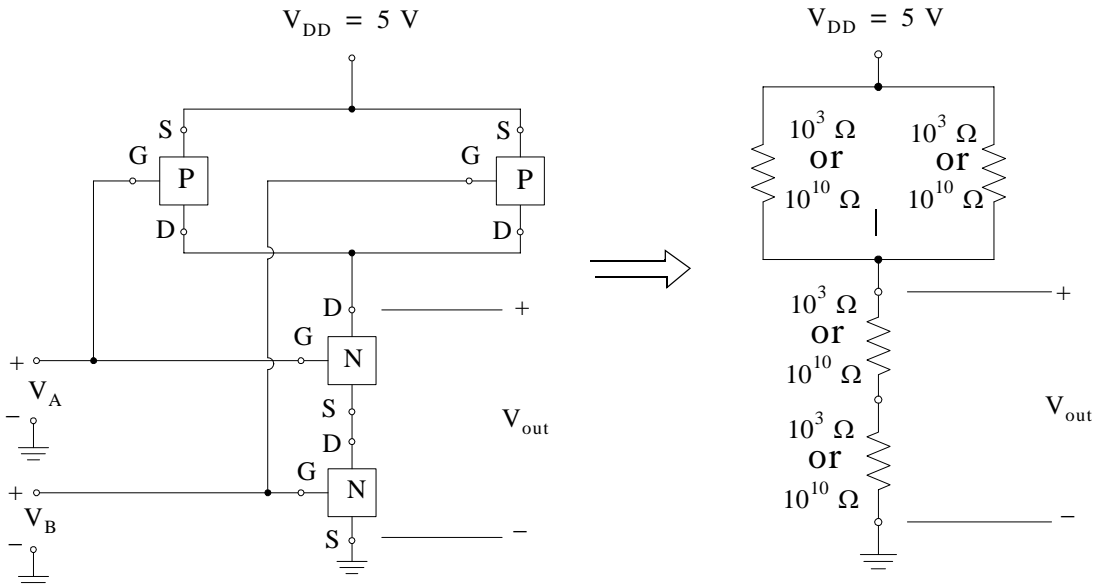 V_DD = 5 V
S
S
G
P
G
P
D
D
D
+
G
N
+
V_A
−
S
D
V_out
G
N
+
V_B
−
S
−
V_DD = 5 V
10^3 Ω
or
10^10 Ω
10^3 Ω
or
10^10 Ω
+
10^3 Ω
or
10^10 Ω
V_out
10^3 Ω
or
10^10 Ω
−